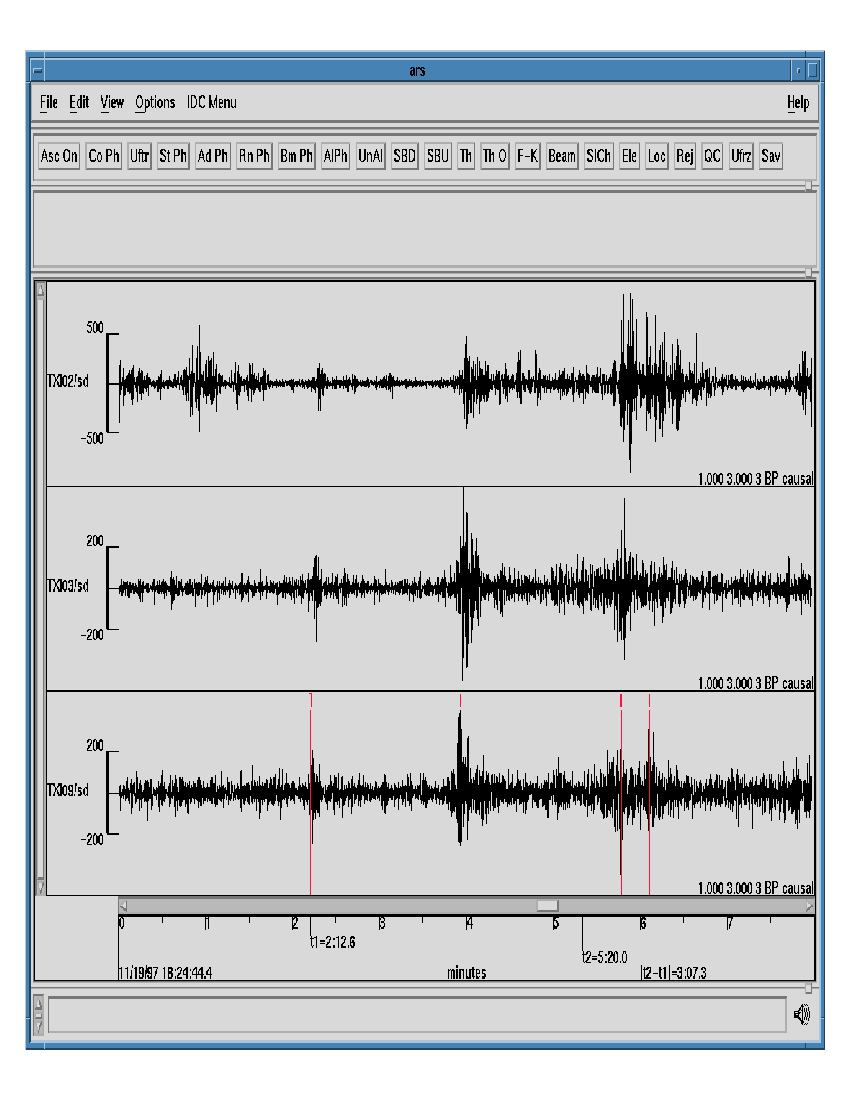 ars
File Edit View Options IDC Menu Help
Asc On Co Ph Uftr St Ph Ad Ph Rn Ph Bm Ph AlPh UnAl SBD SBU Th Th O F-K Beam SlCh Ele Loc Rej QC Ufrz Sav
500
TXI02/sd
-500
1.000 3.000 3 BP causal
200
TXI03/sd
-200
1.000 3.000 3 BP causal
200
TXI09/sd
-200
1.000 3.000 3 BP causal
0 1 2 3 4 5 6 7
t1=2:12.6
t2=5:20.0
11/19/97 18:24:44.4 minutes |t2-t1|=3:07.3